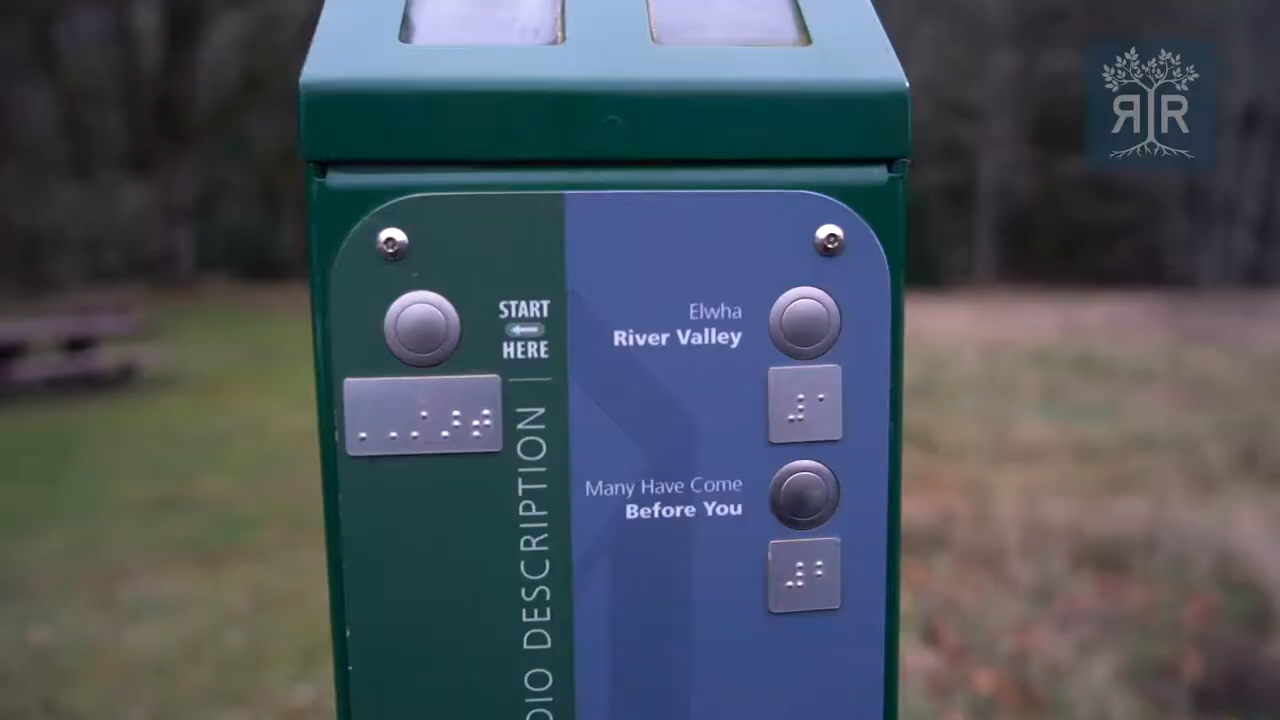 START
HERE
DIO DESCRIPTION |
Elwha
River Valley
Many Have Come
Before You
R R